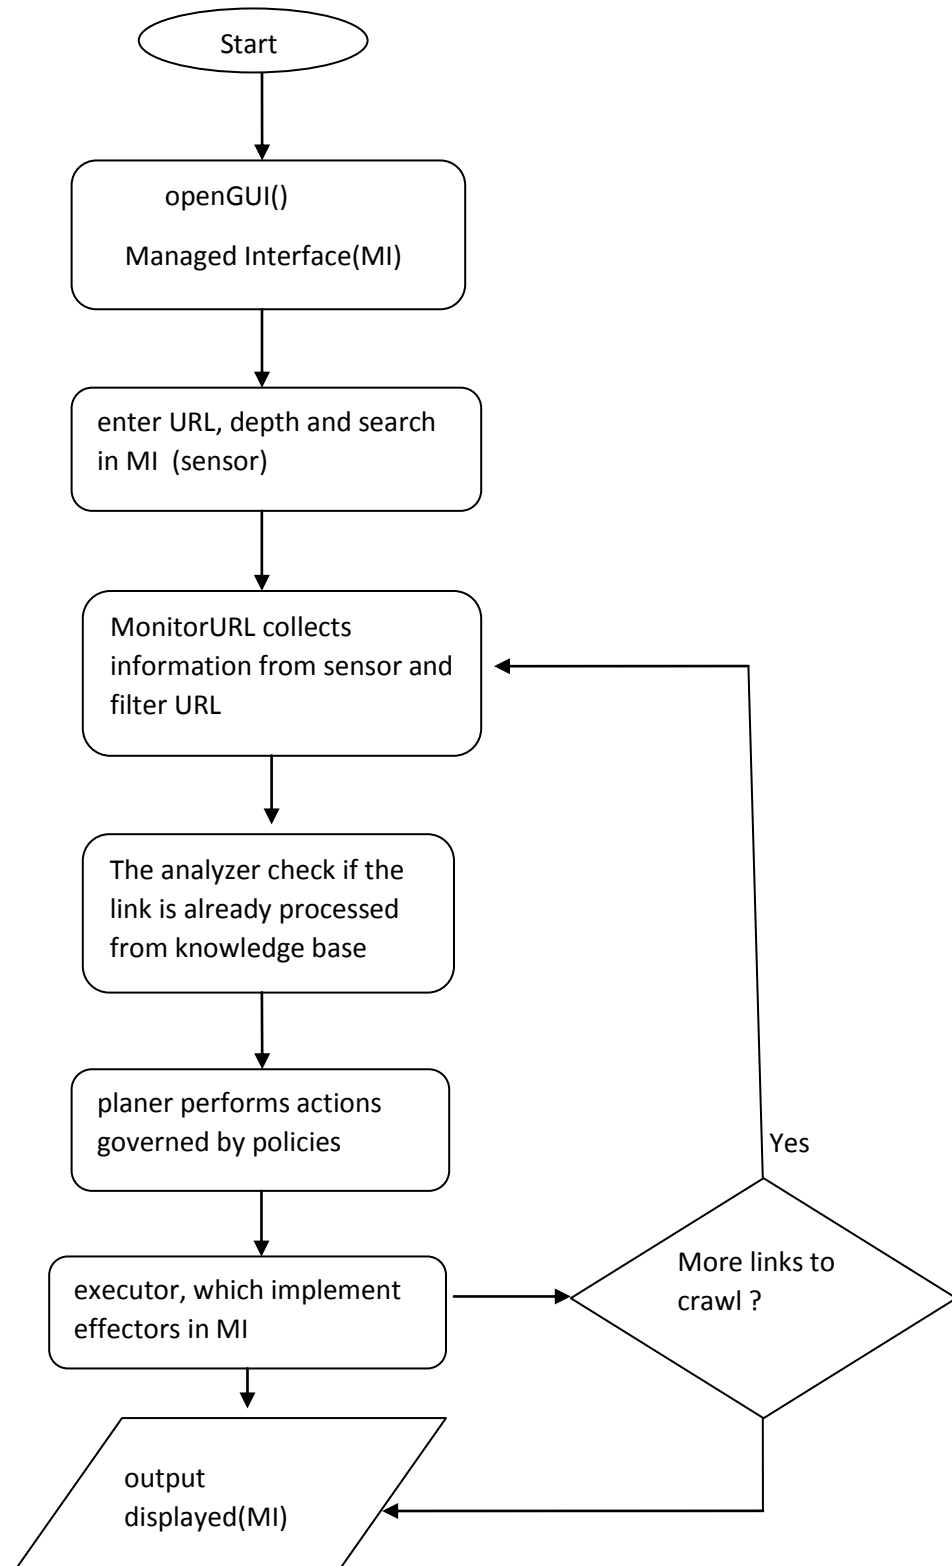 Start
openGUI()
Managed Interface(MI)
enter URL, depth and search
in MI  (sensor)
MonitorURL collects
information from sensor and
filter URL
The analyzer check if the
link is already processed
from knowledge base
planer performs actions
governed by policies
Yes
executor, which implement
effectors in MI
More links to
crawl ?
output
displayed(MI)